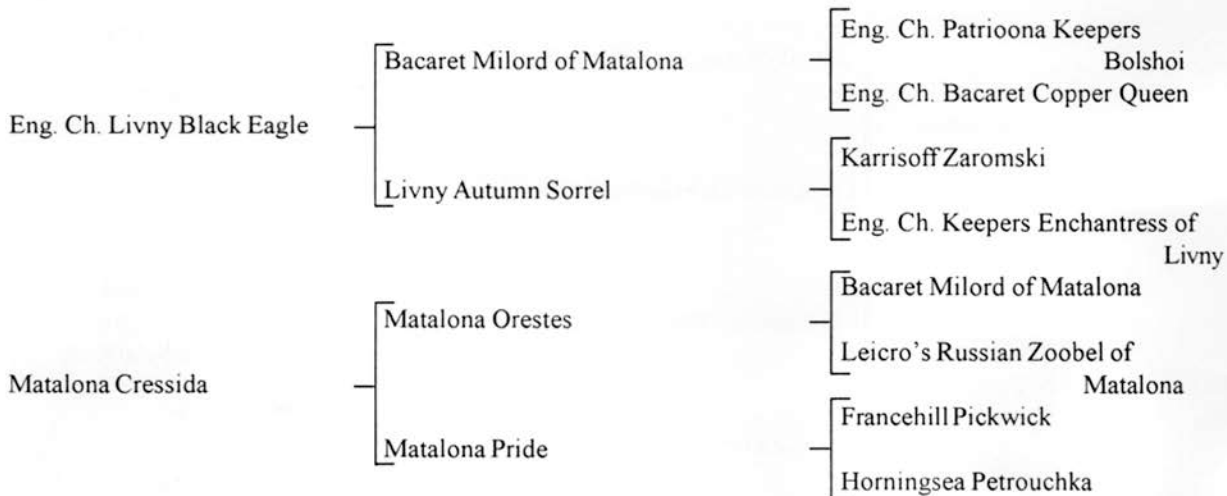 Eng. Ch. Livny Black Eagle
Bacaret Milord of Matalona
Eng. Ch. Patrioona Keepers
Bolshoi
Eng. Ch. Bacaret Copper Queen
Livny Autumn Sorrel
Karrisoff Zaromski
Eng. Ch. Keepers Enchantress of
Livny
Matalona Cressida
Matalona Orestes
Bacaret Milord of Matalona
Leicro's Russian Zoobel of
Matalona
Matalona Pride
Francehill Pickwick
Horningsea Petrouchka